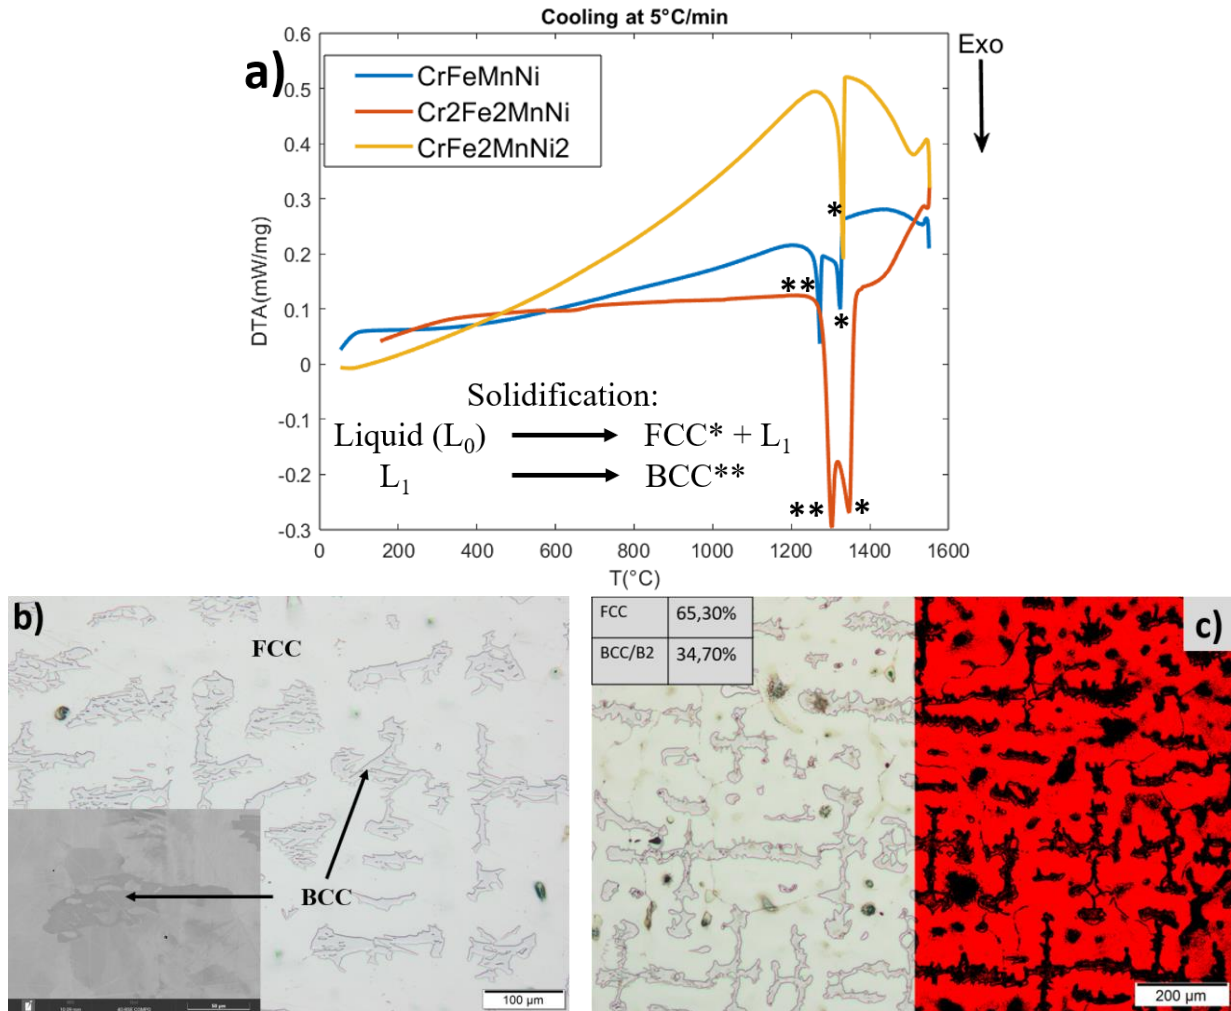 Cooling at 5°C/min
a)
Exo
CrFeMnNi
Cr2Fe2MnNi
CrFe2MnNi2
0.6
0.5
0.4
0.3
0.2
0.1
0
-0.1
-0.2
-0.3
DTA(mW/mg)
*
**
*
Solidification:
Liquid (L₀) → FCC* + L₁
L₁ → BCC**
** *
0 200 400 600 800 1000 1200 1400 1600
T(°C)
b)
FCC
BCC
50 µm
100 µm
FCC 65,30%
BCC/B2 34,70%
c)
200 µm